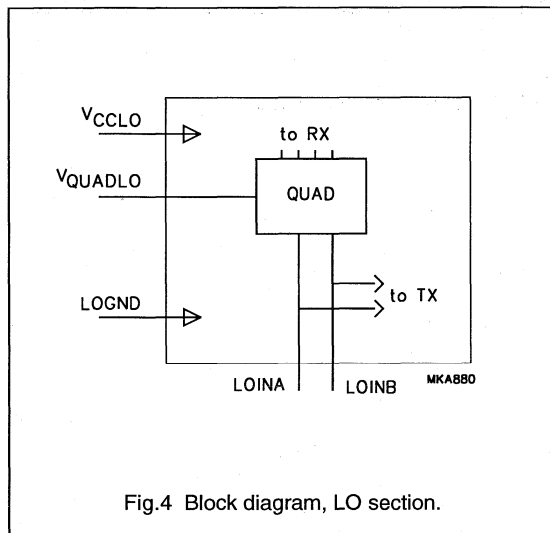 VCCLO
to RX
VQUADLO
QUAD
to TX
LOGND
LOINA
LOINB
MKA880
Fig.4 Block diagram, LO section.